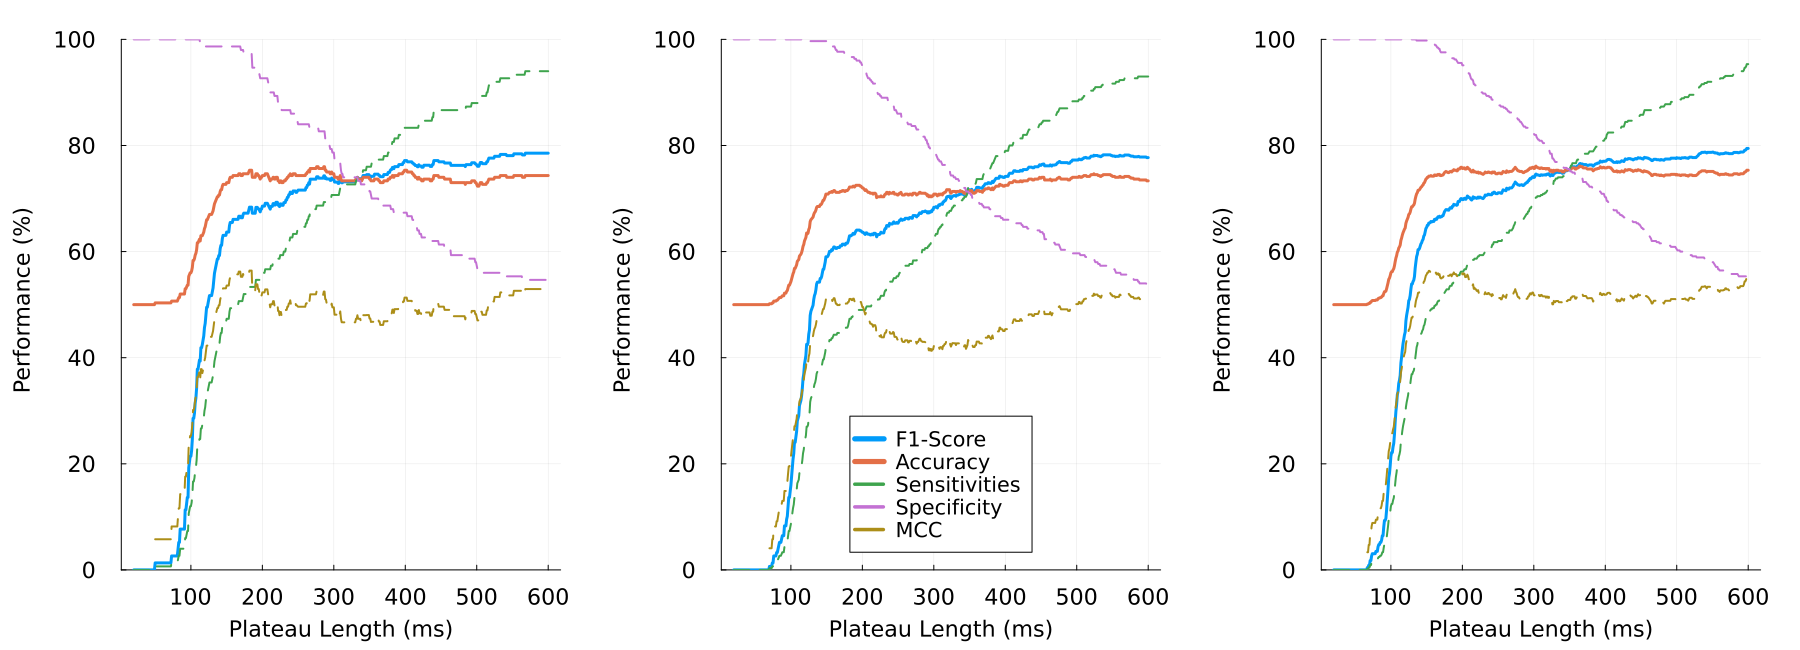 Performance (%)
100
80
60
40
20
0
100 200 300 400 500 600
Plateau Length (ms)
Performance (%)
100
80
60
40
20
0
F1-Score
Accuracy
Sensitivities
Specificity
MCC
100 200 300 400 500 600
Plateau Length (ms)
Performance (%)
100
80
60
40
20
0
100 200 300 400 500 600
Plateau Length (ms)